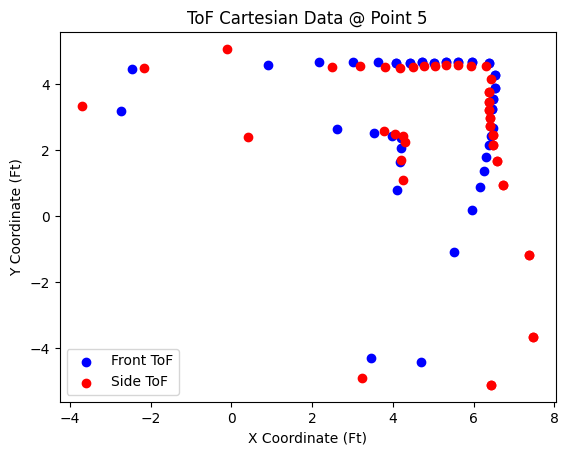 ToF Cartesian Data @ Point 5
Y Coordinate (Ft)
4
2
0
−2
−4
Front ToF
Side ToF
−4 −2 0 2 4 6 8
X Coordinate (Ft)